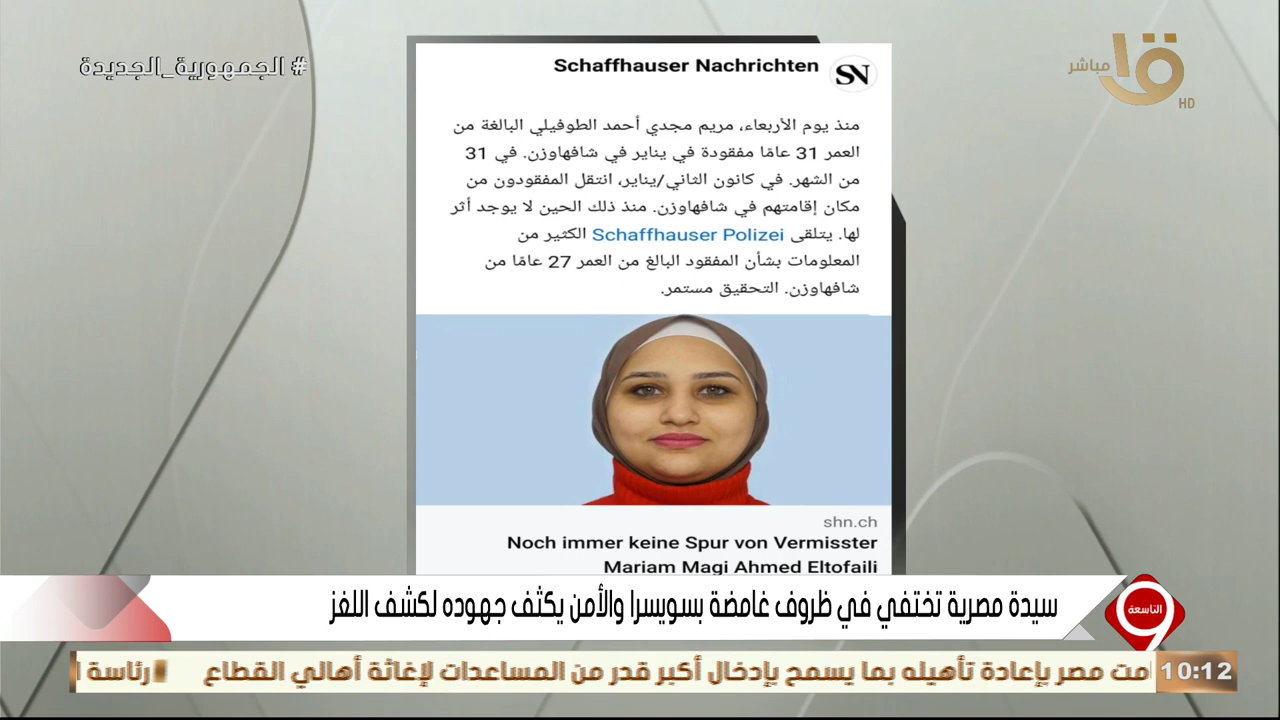 # الجمهورية_الجديدة
مباشر
HD
Schaffhauser Nachrichten
SN
منذ يوم الأربعاء، مريم مجدي أحمد الطوفيلي البالغة من
العمر 31 عامًا مفقودة في يناير في شافهاوزن. في 31
من الشهر. في كانون الثاني/يناير، انتقل المفقودون من
مكان إقامتهم في شافهاوزن. منذ ذلك الحين لا يوجد أثر
لها. يتلقى Schaffhauser Polizei الكثير من
المعلومات بشأن المفقود البالغ من العمر 27 عامًا من
شافهاوزن. التحقيق مستمر.
shn.ch
Noch immer keine Spur von Vermisster
Mariam Magi Ahmed Eltofaili
التاسعة
9
سيدة مصرية تختفي في ظروف غامضة بسويسرا والأمن يكثف جهوده لكشف اللغز
10:12
مت مصر بإعادة تأهيله بما يسمح بإدخال أكبر قدر من المساعدات لإغاثة أهالي القطاع رئاسة ا